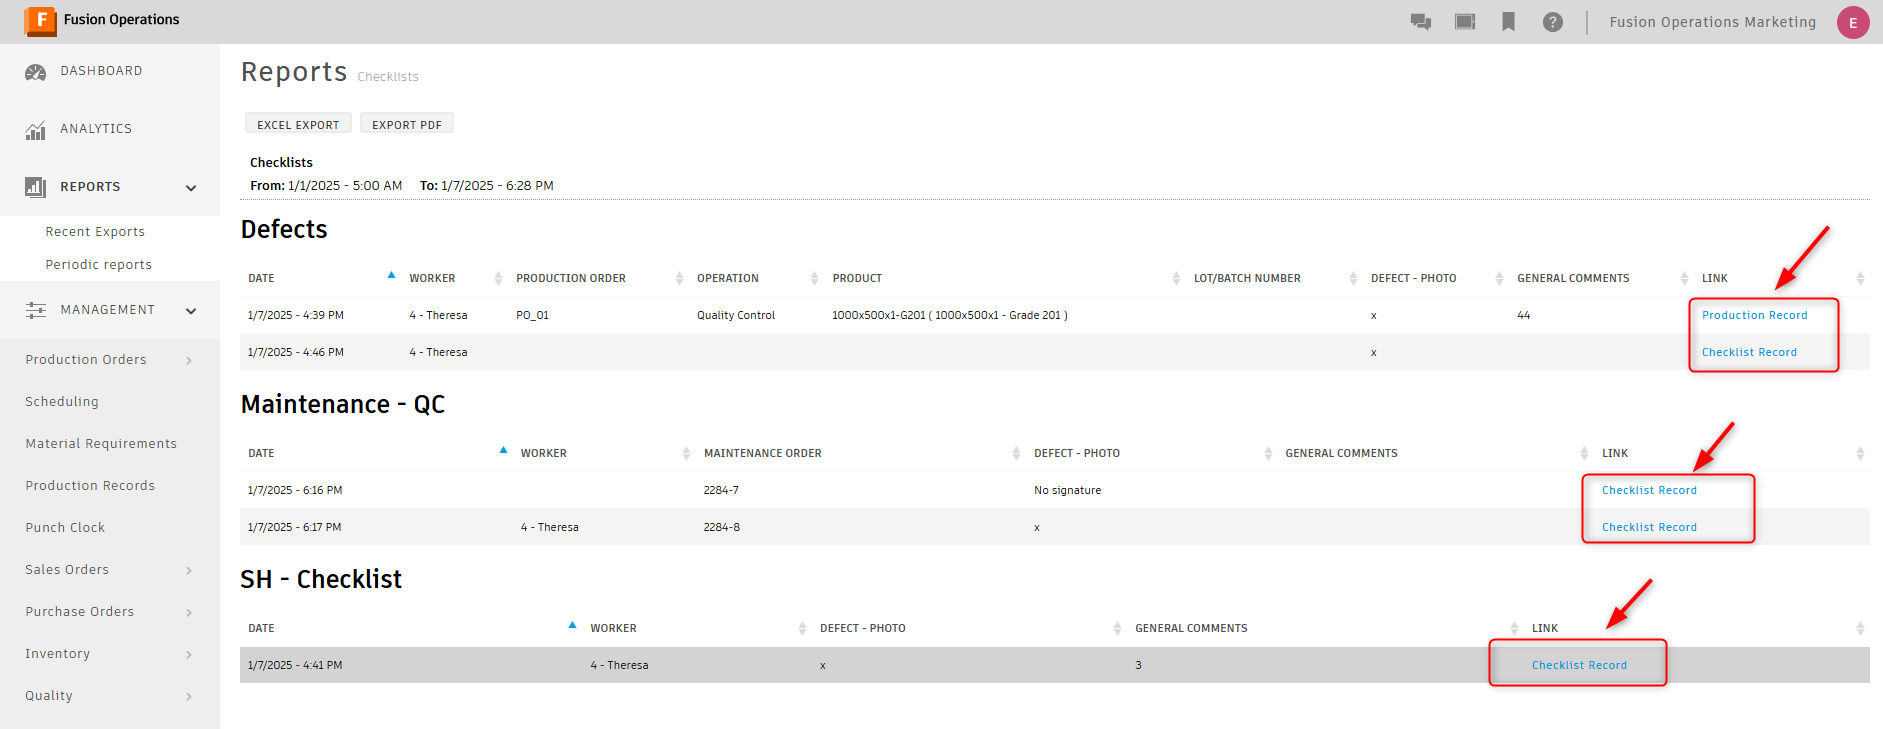 F Fusion Operations
Fusion Operations Marketing E
DASHBOARD
ANALYTICS
REPORTS
Recent Exports
Periodic reports
MANAGEMENT
Production Orders
Scheduling
Material Requirements
Production Records
Punch Clock
Sales Orders
Purchase Orders
Inventory
Quality
Reports Checklists
EXCEL EXPORT EXPORT PDF
Checklists
From: 1/1/2025 - 5:00 AM To: 1/7/2025 - 6:28 PM
Defects
DATE WORKER PRODUCTION ORDER OPERATION PRODUCT LOT/BATCH NUMBER DEFECT - PHOTO GENERAL COMMENTS LINK
1/7/2025 - 4:39 PM 4 - Theresa PO_01 Quality Control 1000x500x1-G201 ( 1000x500x1 - Grade 201 ) x 44 Production Record
1/7/2025 - 4:46 PM 4 - Theresa x Checklist Record
Maintenance - QC
DATE WORKER MAINTENANCE ORDER DEFECT - PHOTO GENERAL COMMENTS LINK
1/7/2025 - 6:16 PM 2284-7 No signature Checklist Record
1/7/2025 - 6:17 PM 4 - Theresa 2284-8 x Checklist Record
SH - Checklist
DATE WORKER DEFECT - PHOTO GENERAL COMMENTS LINK
1/7/2025 - 4:41 PM 4 - Theresa x 3 Checklist Record